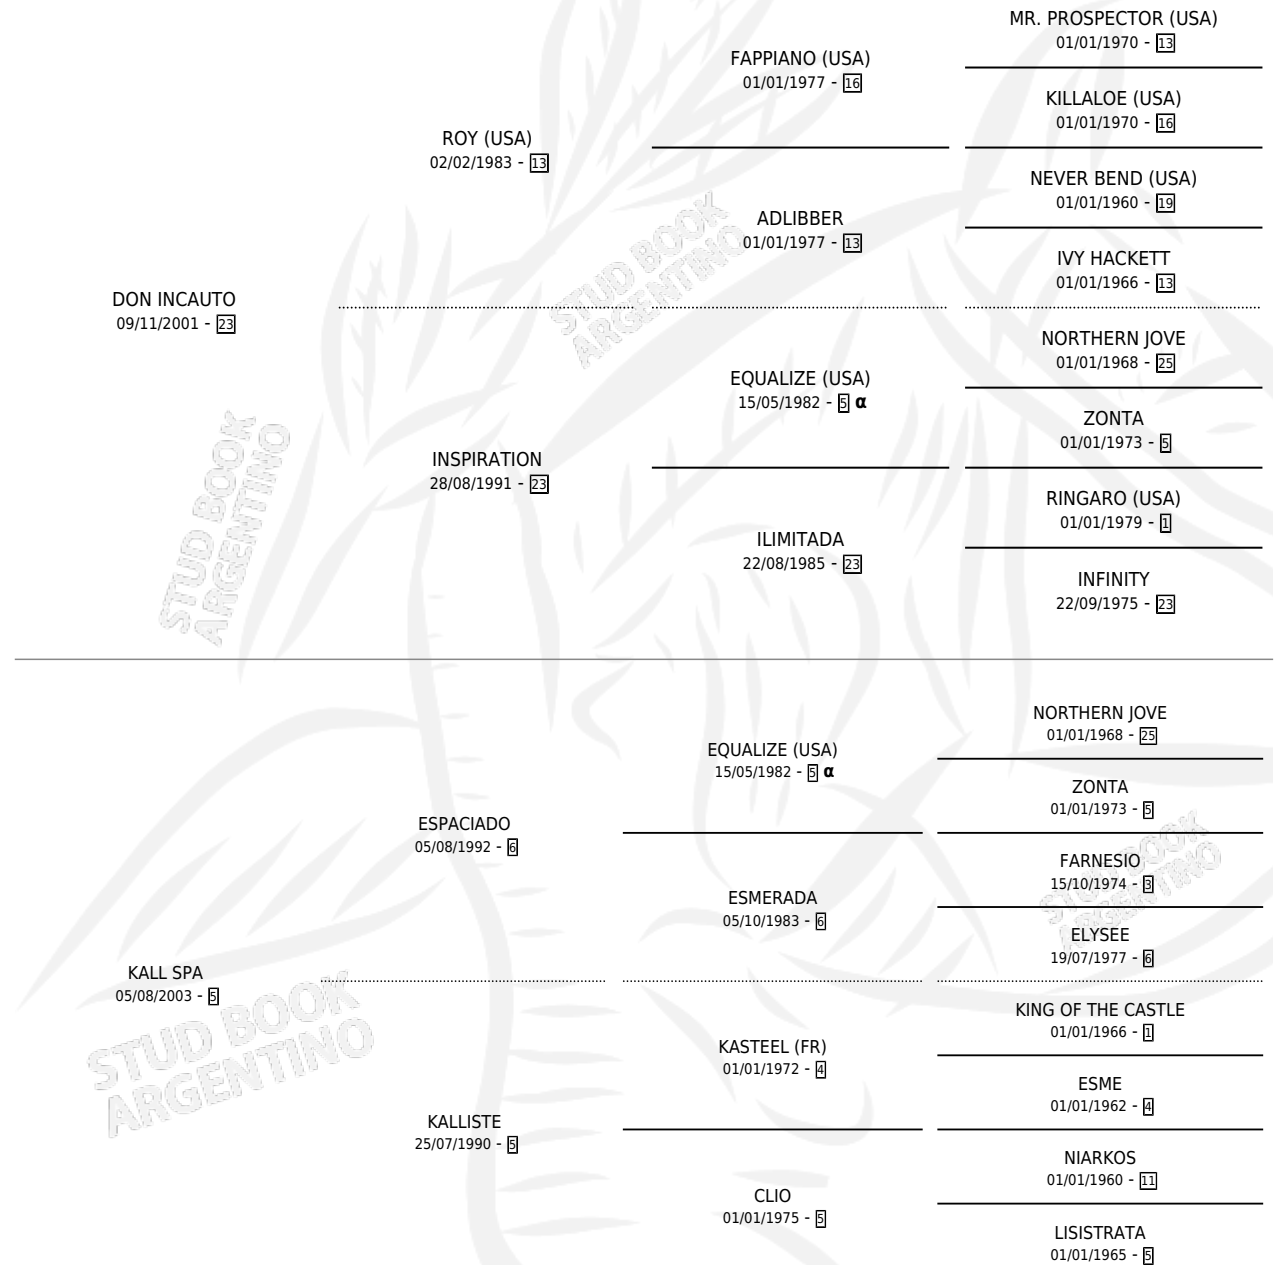 MR. PROSPECTOR (USA)
01/01/1970 - 13
FAPPIANO (USA)
01/01/1977 - 16
KILLALOE (USA)
01/01/1970 - 16
ROY (USA)
02/02/1983 - 13
NEVER BEND (USA)
01/01/1960 - 19
ADLIBBER
01/01/1977 - 13
IVY HACKETT
01/01/1966 - 13
DON INCAUTO
09/11/2001 - 23
NORTHERN JOVE
01/01/1968 - 25
EQUALIZE (USA)
15/05/1982 - 5 α
ZONTA
01/01/1973 - 5
INSPIRATION
28/08/1991 - 23
RINGARO (USA)
01/01/1979 - 1
ILIMITADA
22/08/1985 - 23
INFINITY
22/09/1975 - 23
NORTHERN JOVE
01/01/1968 - 25
EQUALIZE (USA)
15/05/1982 - 5 α
ZONTA
01/01/1973 - 5
ESPACIADO
05/08/1992 - 6
FARNESIO
15/10/1974 - 3
ESMERADA
05/10/1983 - 6
ELYSEE
19/07/1977 - 6
KALL SPA
05/08/2003 - 5
KING OF THE CASTLE
01/01/1966 - 1
KASTEEL (FR)
01/01/1972 - 4
ESME
01/01/1962 - 4
KALLISTE
25/07/1990 - 5
NIARKOS
01/01/1960 - 11
CLIO
01/01/1975 - 5
LISISTRATA
01/01/1965 - 5
STUD BOOK
ARGENTINO
STUD BOOK
ARGENTINO
STUD BOOK
ARGENTINO
STUD BOOK
ARGENTINO